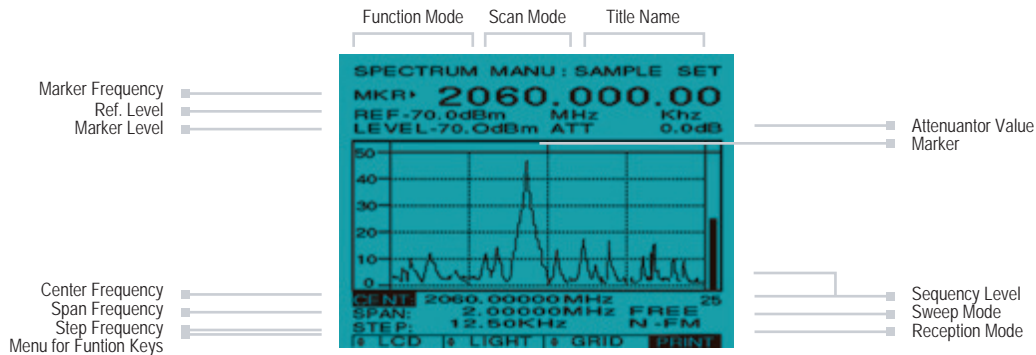 Function Mode Scan Mode Title Name
SPECTRUM MANU: SAMPLE SET
Marker Frequency
MKR 2060.000.00
Ref. Level
REF-70.0dBm MHz Khz
Marker Level
LEVEL-70.0dBm ATT 0.0dB
Attenuantor Value
Marker
50
40
30
20
10
0
Center Frequency
CENT: 2060.00000MHz 25
Sequency Level
Span Frequency
SPAN: 2.00000MHz FREE
Sweep Mode
Step Frequency
STEP: 12.50KHz N-FM
Reception Mode
Menu for Funtion Keys
LCD LIGHT GRID PRINT